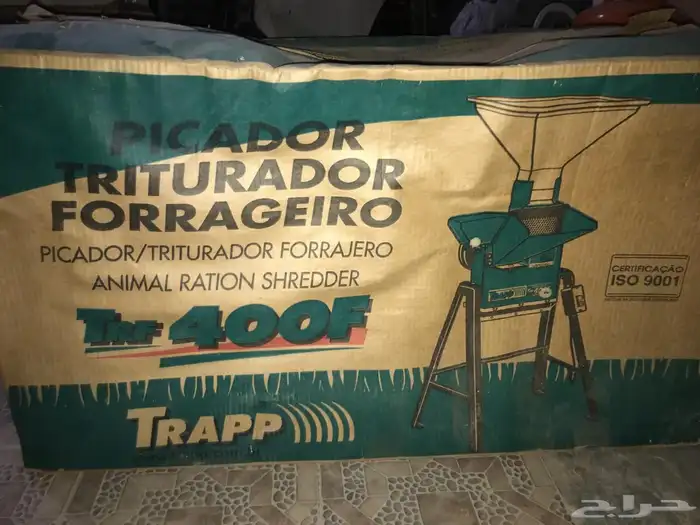 PICADOR
TRITURADOR
FORRAGEIRO
PICADOR/TRITURADOR FORRAJERO
ANIMAL RATION SHREDDER
TRF 400F
CERTIFICAÇÃO
ISO 9001
TRAPP
حراج